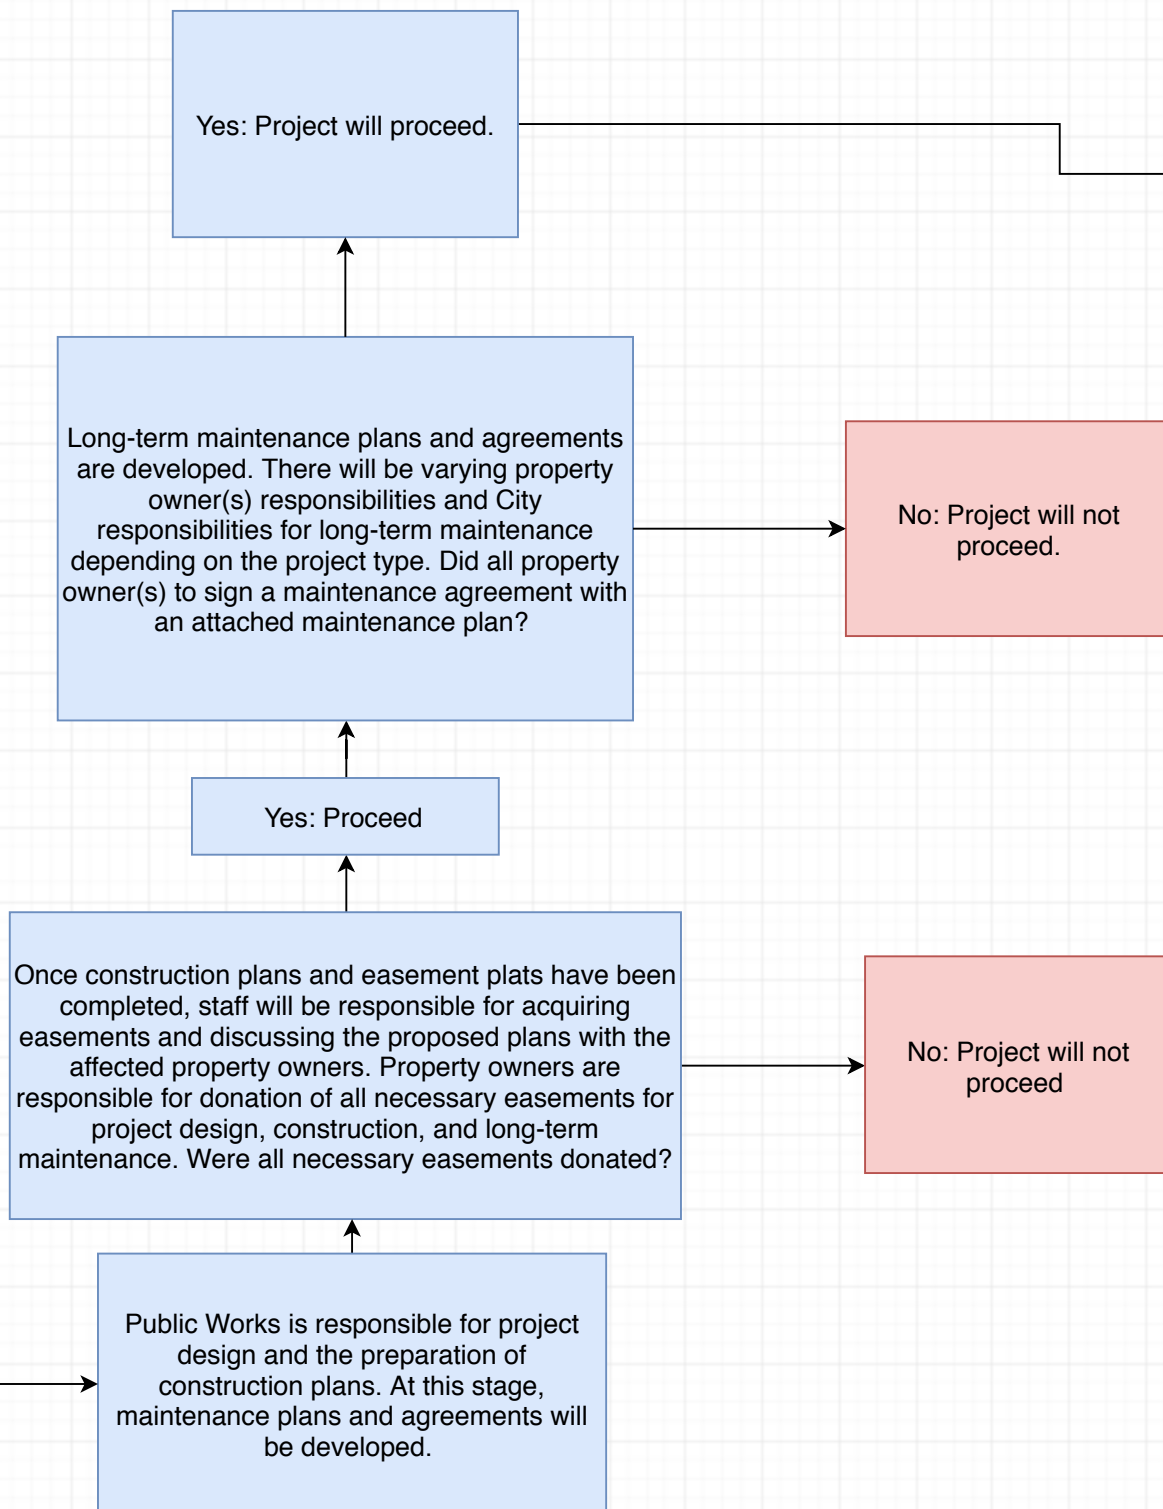 Yes: Project will proceed.
Long-term maintenance plans and agreements
are developed. There will be varying property
owner(s) responsibilities and City
responsibilities for long-term maintenance
depending on the project type. Did all property
owner(s) to sign a maintenance agreement with
an attached maintenance plan?
No: Project will not
proceed.
Yes: Proceed
Once construction plans and easement plats have been
completed, staff will be responsible for acquiring
easements and discussing the proposed plans with the
affected property owners. Property owners are
responsible for donation of all necessary easements for
project design, construction, and long-term
maintenance. Were all necessary easements donated?
No: Project will not
proceed
Public Works is responsible for project
design and the preparation of
construction plans. At this stage,
maintenance plans and agreements will
be developed.